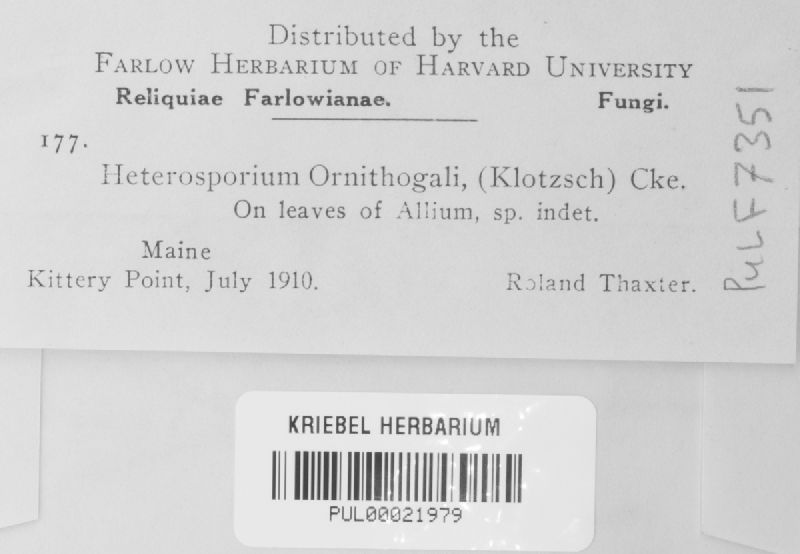 Distributed by the
FARLOW HERBARIUM OF HARVARD UNIVERSITY
Reliquiae Farlowianae. Fungi.
177.
Heterosporium Ornithogali, (Klotzsch) Cke.
On leaves of Allium, sp. indet.
Maine
Kittery Point, July 1910. Roland Thaxter.
PUL F7351
KRIEBEL HERBARIUM
PUL00021979